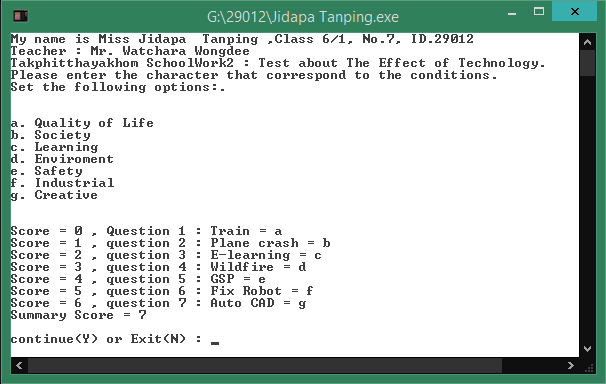 G:\29012\Jidapa Tanping.exe
My name is Miss Jidapa  Tanping ,Class 6/1, No.7, ID.29012
Teacher : Mr. Watchara Wongdee
Takphitthayakhom SchoolWork2 : Test about The Effect of Technology.
Please enter the character that correspond to the conditions.
Set the following options:.
a. Quality of Life
b. Society
c. Learning
d. Enviroment
e. Safety
f. Industrial
g. Creative
Score = 0 , Question 1 : Train = a
Score = 1 , question 2 : Plane crash = b
Score = 2 , question 3 : E-learning = c
Score = 3 , question 4 : Wildfire = d
Score = 4 , question 5 : GSP = e
Score = 5 , question 6 : Fix Robot = f
Score = 6 , question 7 : Auto CAD = g
Summary Score = 7
continue(Y) or Exit(N) : _